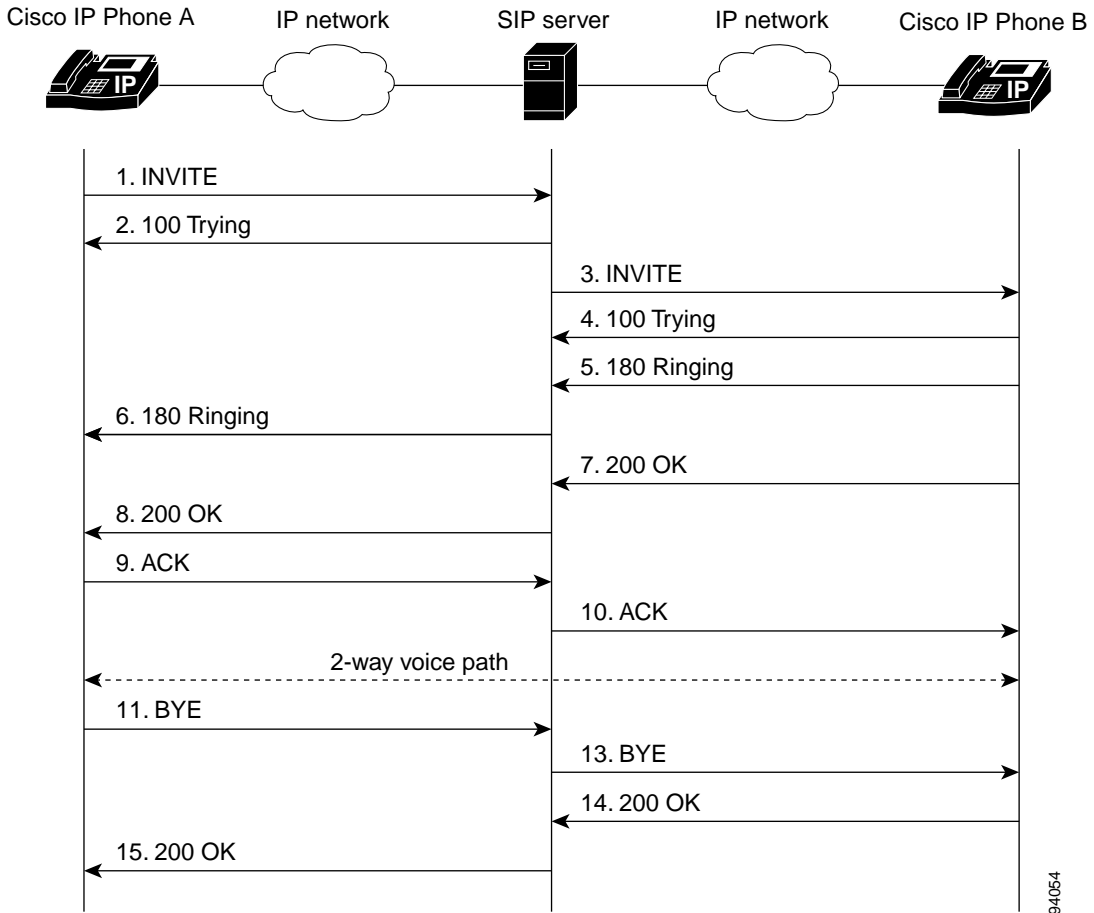 Cisco IP Phone A
IP network
SIP server
IP network
Cisco IP Phone B
IP
IP
1. INVITE
2. 100 Trying
3. INVITE
4. 100 Trying
5. 180 Ringing
6. 180 Ringing
7. 200 OK
8. 200 OK
9. ACK
10. ACK
2-way voice path
11. BYE
13. BYE
14. 200 OK
15. 200 OK
94054